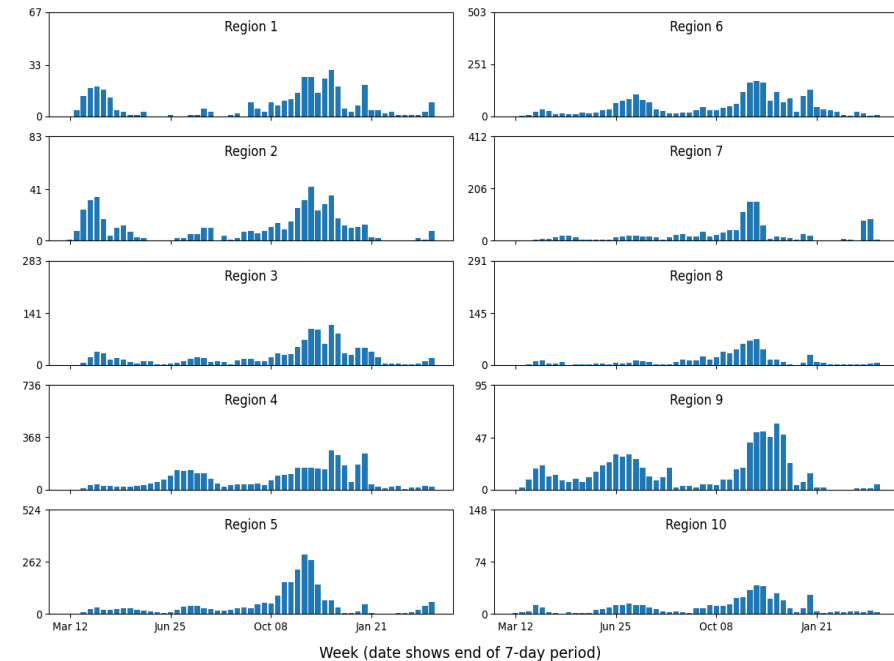 67
33
0
Region 1
503
251
0
Region 6
83
41
0
Region 2
412
206
0
Region 7
283
141
0
Region 3
291
145
0
Region 8
736
368
0
Region 4
95
47
0
Region 9
524
262
0
Region 5
148
74
0
Region 10
Mar 12 Jun 25 Oct 08 Jan 21
Mar 12 Jun 25 Oct 08 Jan 21
Week (date shows end of 7-day period)